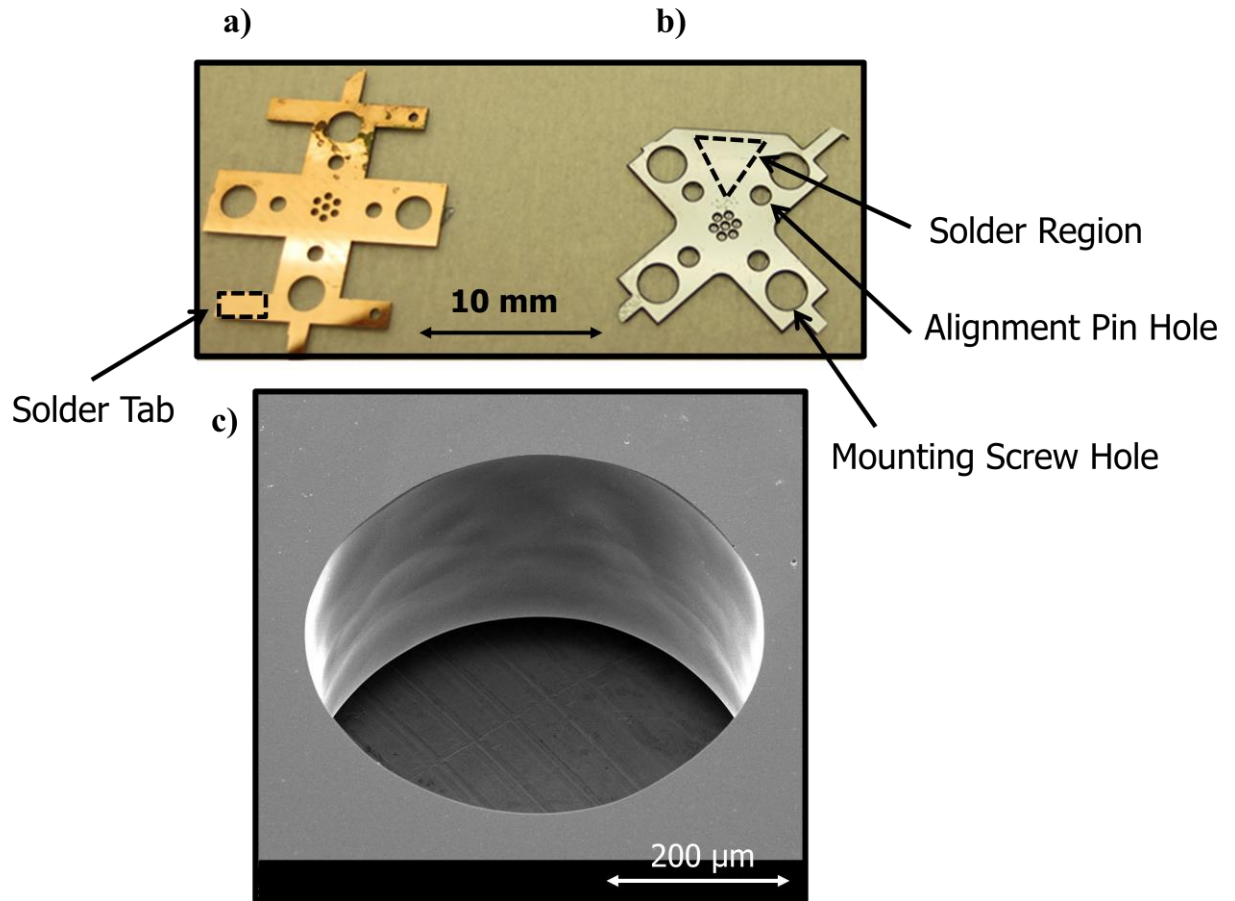 a)
b)
10 mm
Solder Region
Alignment Pin Hole
Mounting Screw Hole
Solder Tab
c)
200 μm